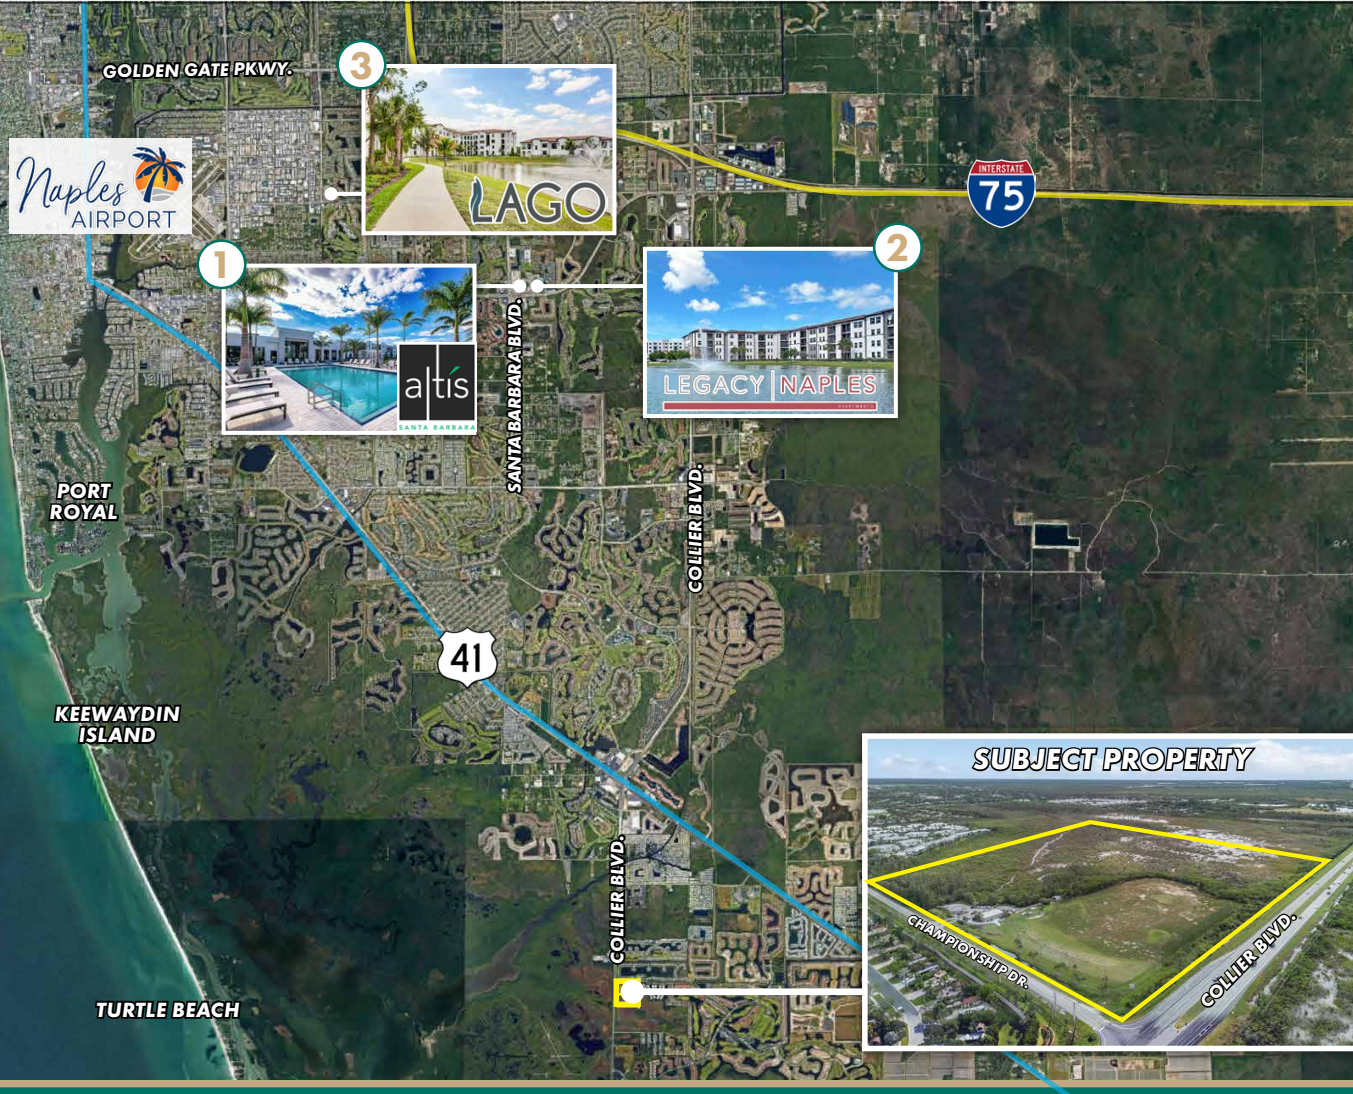 GOLDEN GATE PKWY.
3
LAGO
Naples
AIRPORT
INTERSTATE
75
1
altís
SANTA BARBARA
SANTA BARBARA BLVD.
2
LEGACY | NAPLES
APARTMENTS
PORT
ROYAL
COLLIER BLVD.
41
KEEWAYDIN
ISLAND
SUBJECT PROPERTY
CHAMPIONSHIP DR.
COLLIER BLVD.
COLLIER BLVD.
TURTLE BEACH